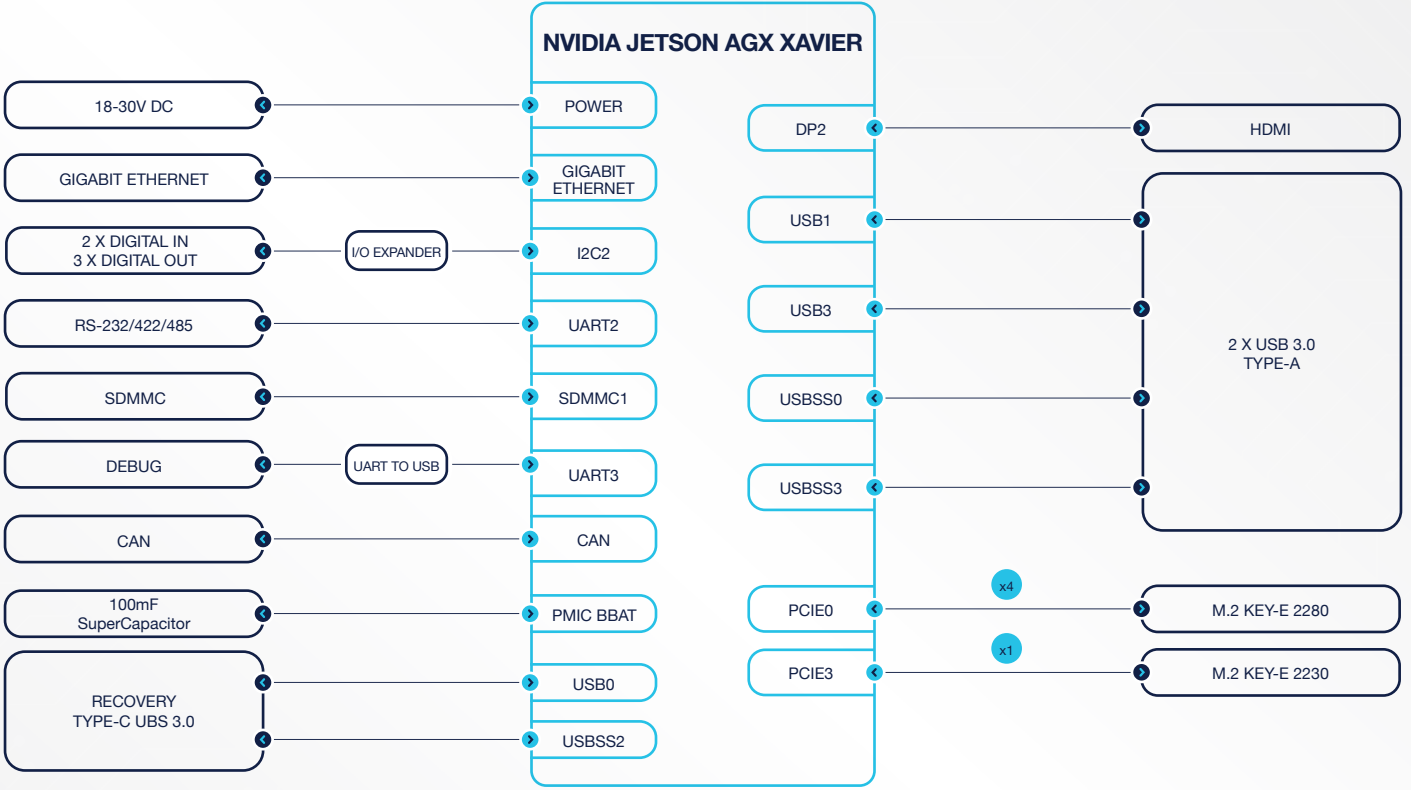 NVIDIA JETSON AGX XAVIER
18-30V DC
POWER
GIGABIT ETHERNET
GIGABIT
ETHERNET
2 X DIGITAL IN
3 X DIGITAL OUT
I/O EXPANDER
I2C2
RS-232/422/485
UART2
SDMMC
SDMMC1
DEBUG
UART TO USB
UART3
CAN
CAN
100mF
SuperCapacitor
PMIC BBAT
RECOVERY
TYPE-C UBS 3.0
USB0
USBSS2
DP2
HDMI
USB1
USB3
USBSS0
USBSS3
2 X USB 3.0
TYPE-A
PCIE0
x4
M.2 KEY-E 2280
PCIE3
x1
M.2 KEY-E 2230